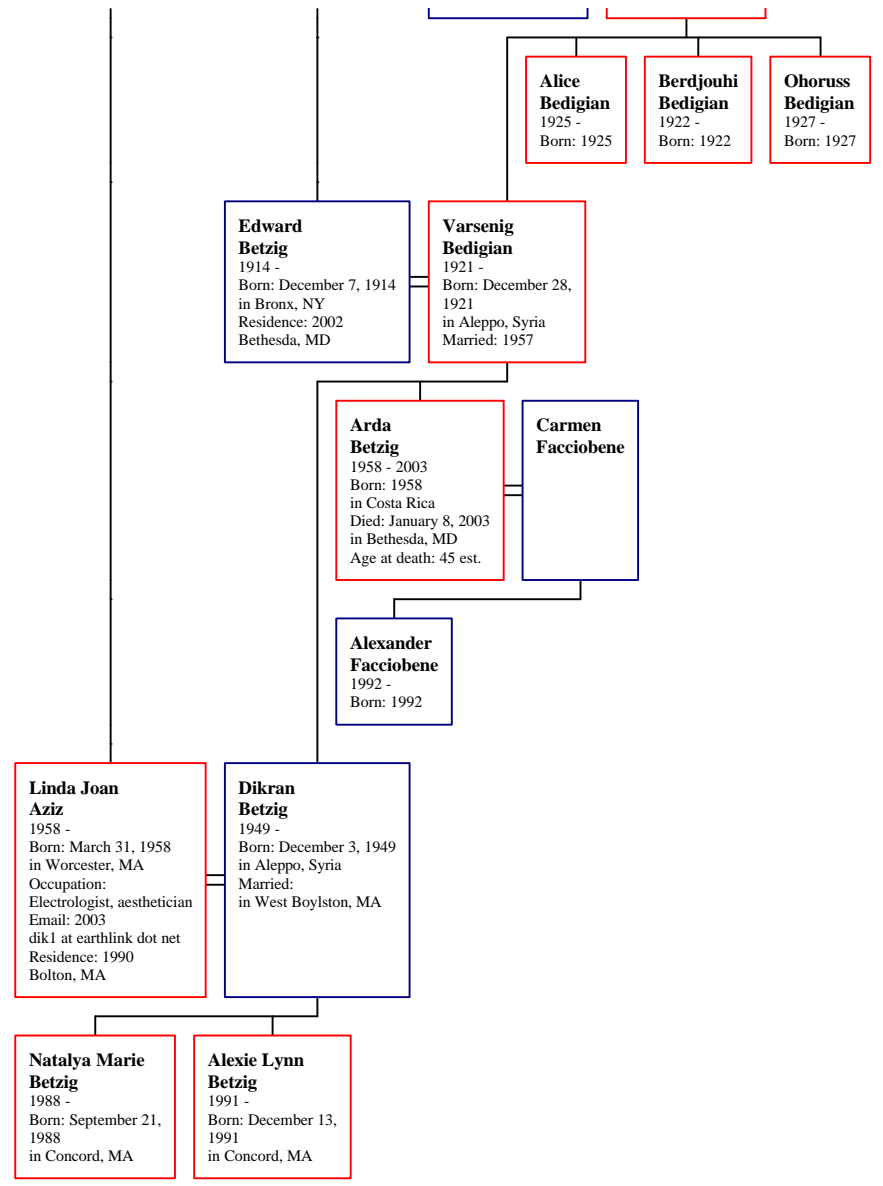 Alice
Bedigian
1925 -
Born: 1925
Berdjouhi
Bedigian
1922 -
Born: 1922
Ohoruss
Bedigian
1927 -
Born: 1927
Edward
Betzig
1914 -
Born: December 7, 1914
in Bronx, NY
Residence: 2002
Bethesda, MD
Varsenig
Bedigian
1921 -
Born: December 28,
1921
in Aleppo, Syria
Married: 1957
Arda
Betzig
1958 - 2003
Born: 1958
in Costa Rica
Died: January 8, 2003
in Bethesda, MD
Age at death: 45 est.
Carmen
Facciobene
Alexander
Facciobene
1992 -
Born: 1992
Linda Joan
Aziz
1958 -
Born: March 31, 1958
in Worcester, MA
Occupation:
Electrologist, aesthetician
Email: 2003
dik1 at earthlink dot net
Residence: 1990
Bolton, MA
Dikran
Betzig
1949 -
Born: December 3, 1949
in Aleppo, Syria
Married:
in West Boylston, MA
Natalya Marie
Betzig
1988 -
Born: September 21,
1988
in Concord, MA
Alexie Lynn
Betzig
1991 -
Born: December 13,
1991
in Concord, MA